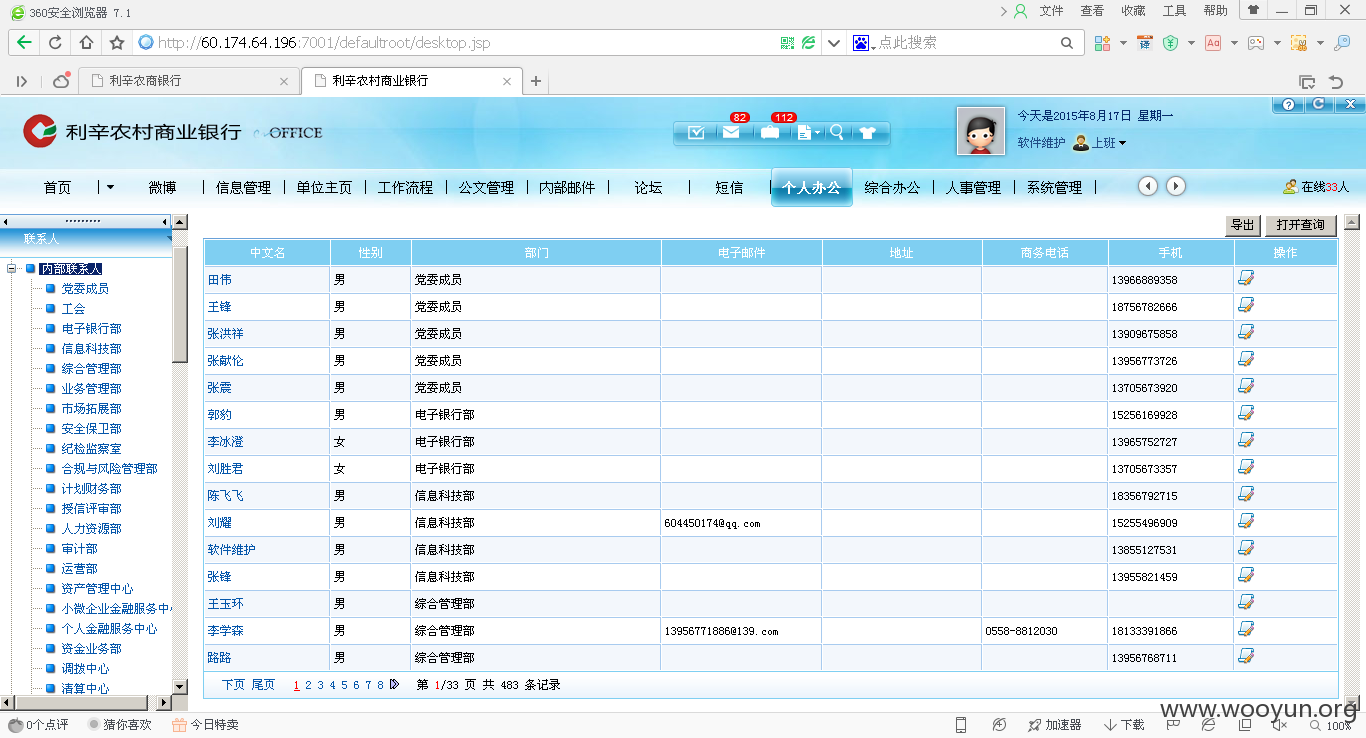 360安全浏览器 7.1
文件 查看 收藏 工具 帮助
http://60.174.64.196:7001/defaultroot/desktop.jsp
点此搜索
利辛农商银行
利辛农村商业银行
利辛农村商业银行 OFFICE
82
112
今天是2015年8月17日 星期一
软件维护 上班
首页 微博 信息管理 单位主页 工作流程 公文管理 内部邮件 论坛 短信 个人办公 综合办公 人事管理 系统管理
在线33人
联系人
内部联系人
党委成员
工会
电子银行部
信息科技部
综合管理部
业务管理部
市场拓展部
安全保卫部
纪检监察室
合规与风险管理部
计划财务部
授信评审部
人力资源部
审计部
运营部
资产管理中心
小微企业金融服务中
个人金融服务中心
资金业务部
调拨中心
清算中心
导出 打开查询
中文名 性别 部门 电子邮件 地址 商务电话 手机 操作
田伟 男 党委成员 13966889358
王锋 男 党委成员 18756782666
张洪祥 男 党委成员 13909675858
张献伦 男 党委成员 13956773726
张震 男 党委成员 13705673920
郭豹 男 电子银行部 15256169928
李冰澄 女 电子银行部 13965752727
刘胜君 女 电子银行部 13705673357
陈飞飞 男 信息科技部 18356792715
刘耀 男 信息科技部 604450174@qq.com 15255496909
软件维护 男 信息科技部 13855127531
张锋 男 信息科技部 13955821459
王玉环 男 综合管理部
李学森 男 综合管理部 13956771886@139.com 0558-8812030 18133391866
路路 男 综合管理部 13956768711
下页 尾页 1 2 3 4 5 6 7 8 第 1/33 页 共 483 条记录
www.wooyun.org
0个点评 猜你喜欢 今日特卖
加速器 下载 100%